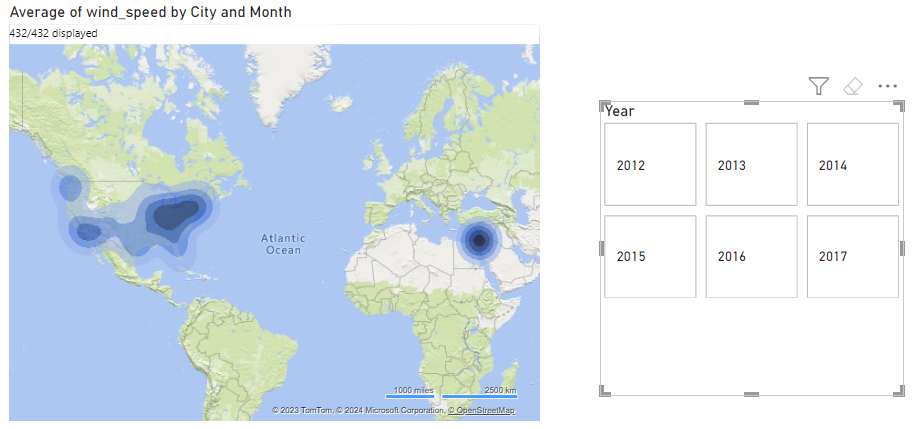 Average of wind_speed by City and Month
432/432 displayed
Atlantic
Ocean
1000 miles 2500 km
© 2023 TomTom, © 2024 Microsoft Corporation, © OpenStreetMap
Year
2012 2013 2014
2015 2016 2017